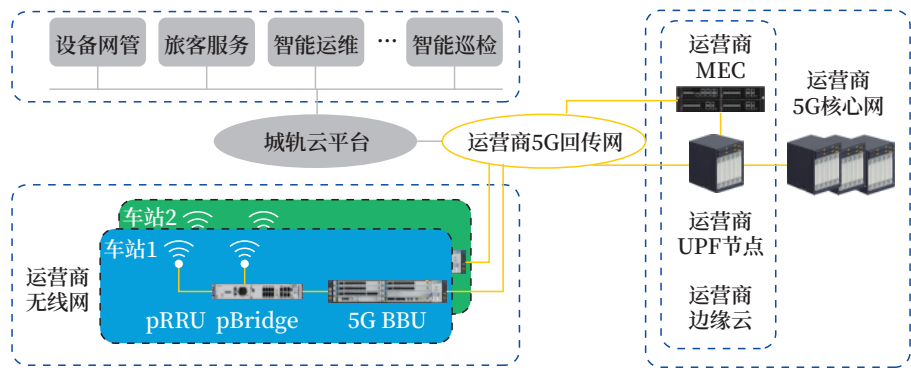 设备网管
旅客服务
智能运维
…
智能巡检
城轨云平台
运营商5G回传网
运营商
MEC
运营商
5G核心网
运营商
UPF节点
运营商
边缘云
运营商
无线网
车站2
车站1
pRRU
pBridge
5G BBU